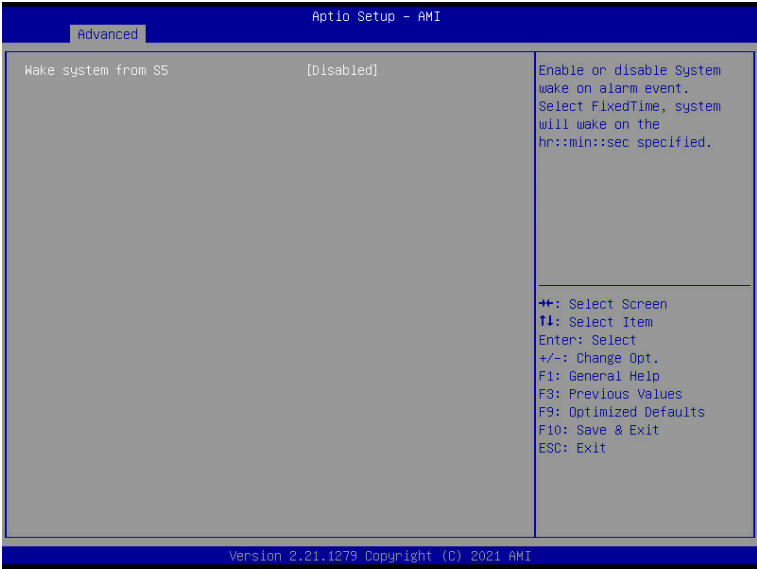 Aptio Setup – AMI
Advanced
Wake system from S5 [Disabled]
Enable or disable System
wake on alarm event.
Select FixedTime, system
will wake on the
hr::min::sec specified.
→←: Select Screen
↑↓: Select Item
Enter: Select
+/-: Change Opt.
F1: General Help
F3: Previous Values
F9: Optimized Defaults
F10: Save & Exit
ESC: Exit
Version 2.21.1279 Copyright (C) 2021 AMI